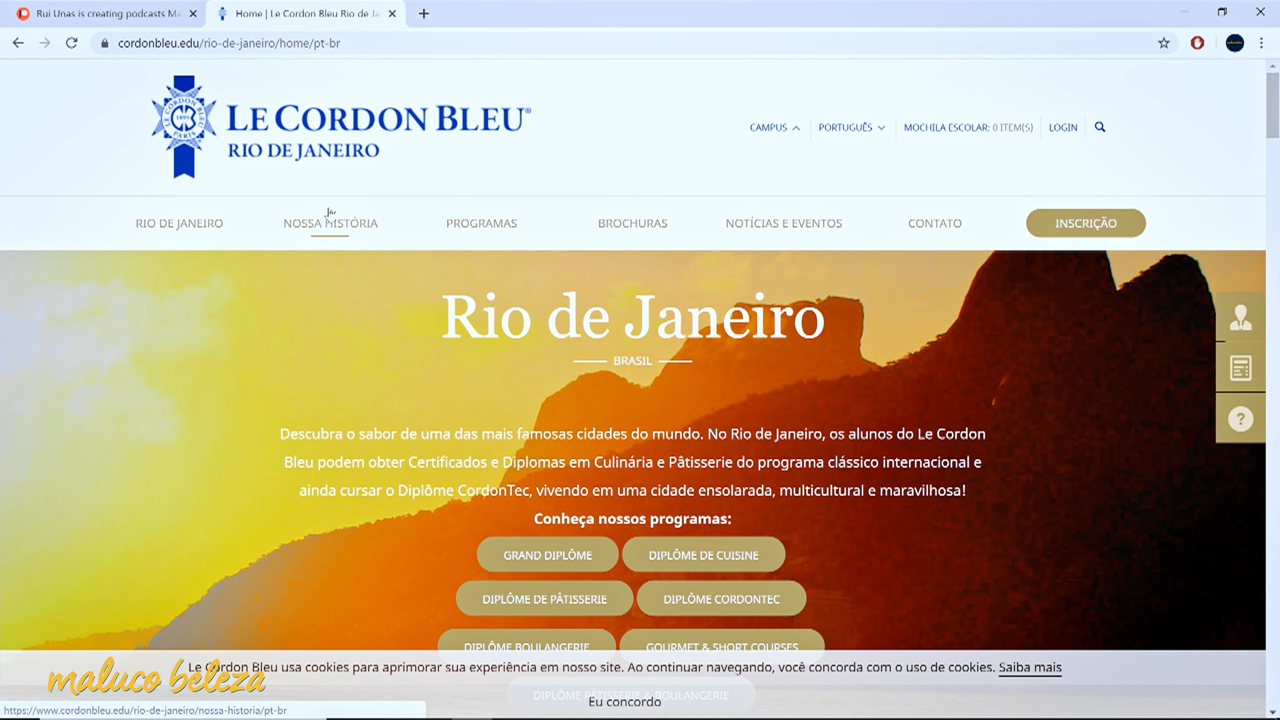 Rui Unas is creating podcasts Ma
Home | Le Cordon Bleu Rio de Ja
cordonbleu.edu/rio-de-janeiro/home/pt-br
LE CORDON BLEU®
RIO DE JANEIRO
CORDON BLEU
1895
PARIS
CAMPUS
PORTUGUÊS
MOCHILA ESCOLAR: 0 ITEM(S)
LOGIN
RIO DE JANEIRO
NOSSA HISTÓRIA
PROGRAMAS
BROCHURAS
NOTÍCIAS E EVENTOS
CONTATO
INSCRIÇÃO
Rio de Janeiro
BRASIL
Descubra o sabor de uma das mais famosas cidades do mundo. No Rio de Janeiro, os alunos do Le Cordon
Bleu podem obter Certificados e Diplomas em Culinária e Pâtisserie do programa clássico internacional e
ainda cursar o Diplôme CordonTec, vivendo em uma cidade ensolarada, multicultural e maravilhosa!
Conheça nossos programas:
GRAND DIPLÔME
DIPLÔME DE CUISINE
DIPLÔME DE PÂTISSERIE
DIPLÔME CORDONTEC
DIPLÔME BOULANGERIE
GOURMET & SHORT COURSES
Le Cordon Bleu usa cookies para aprimorar sua experiência em nosso site. Ao continuar navegando, você concorda com o uso de cookies. Saiba mais
maluco beleza
DIPLÔME PÂTISSERIE & BOULANGERIE
Eu concordo
https://www.cordonbleu.edu/rio-de-janeiro/nossa-historia/pt-br